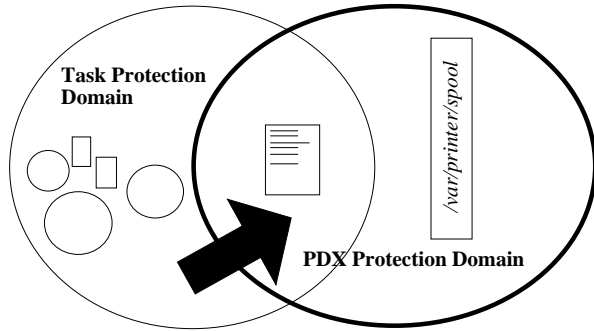 Task Protection
Domain
/var/printer/spool
PDX Protection Domain